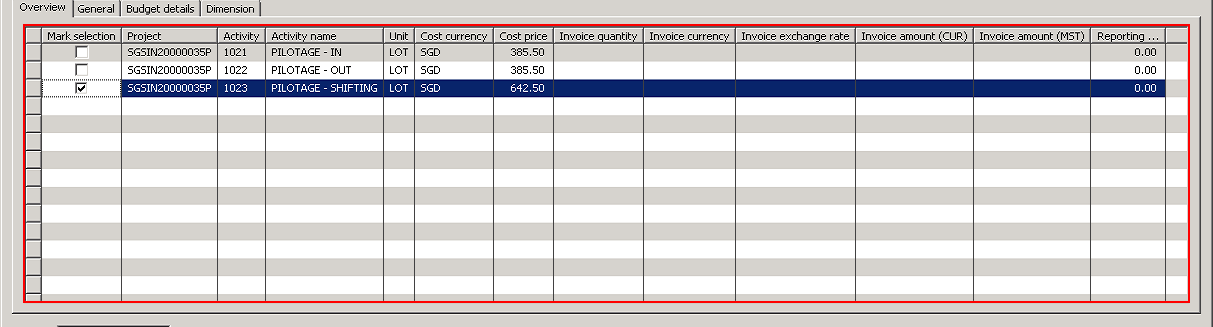 Overview General Budget details Dimension
Mark selection Project Activity Activity name Unit Cost currency Cost price Invoice quantity Invoice currency Invoice exchange rate Invoice amount (CUR) Invoice amount (MST) Reporting ...
SGSIN20000035P 1021 PILOTAGE - IN LOT SGD 385.50 0.00
SGSIN20000035P 1022 PILOTAGE - OUT LOT SGD 385.50 0.00
SGSIN20000035P 1023 PILOTAGE - SHIFTING LOT SGD 642.50 0.00